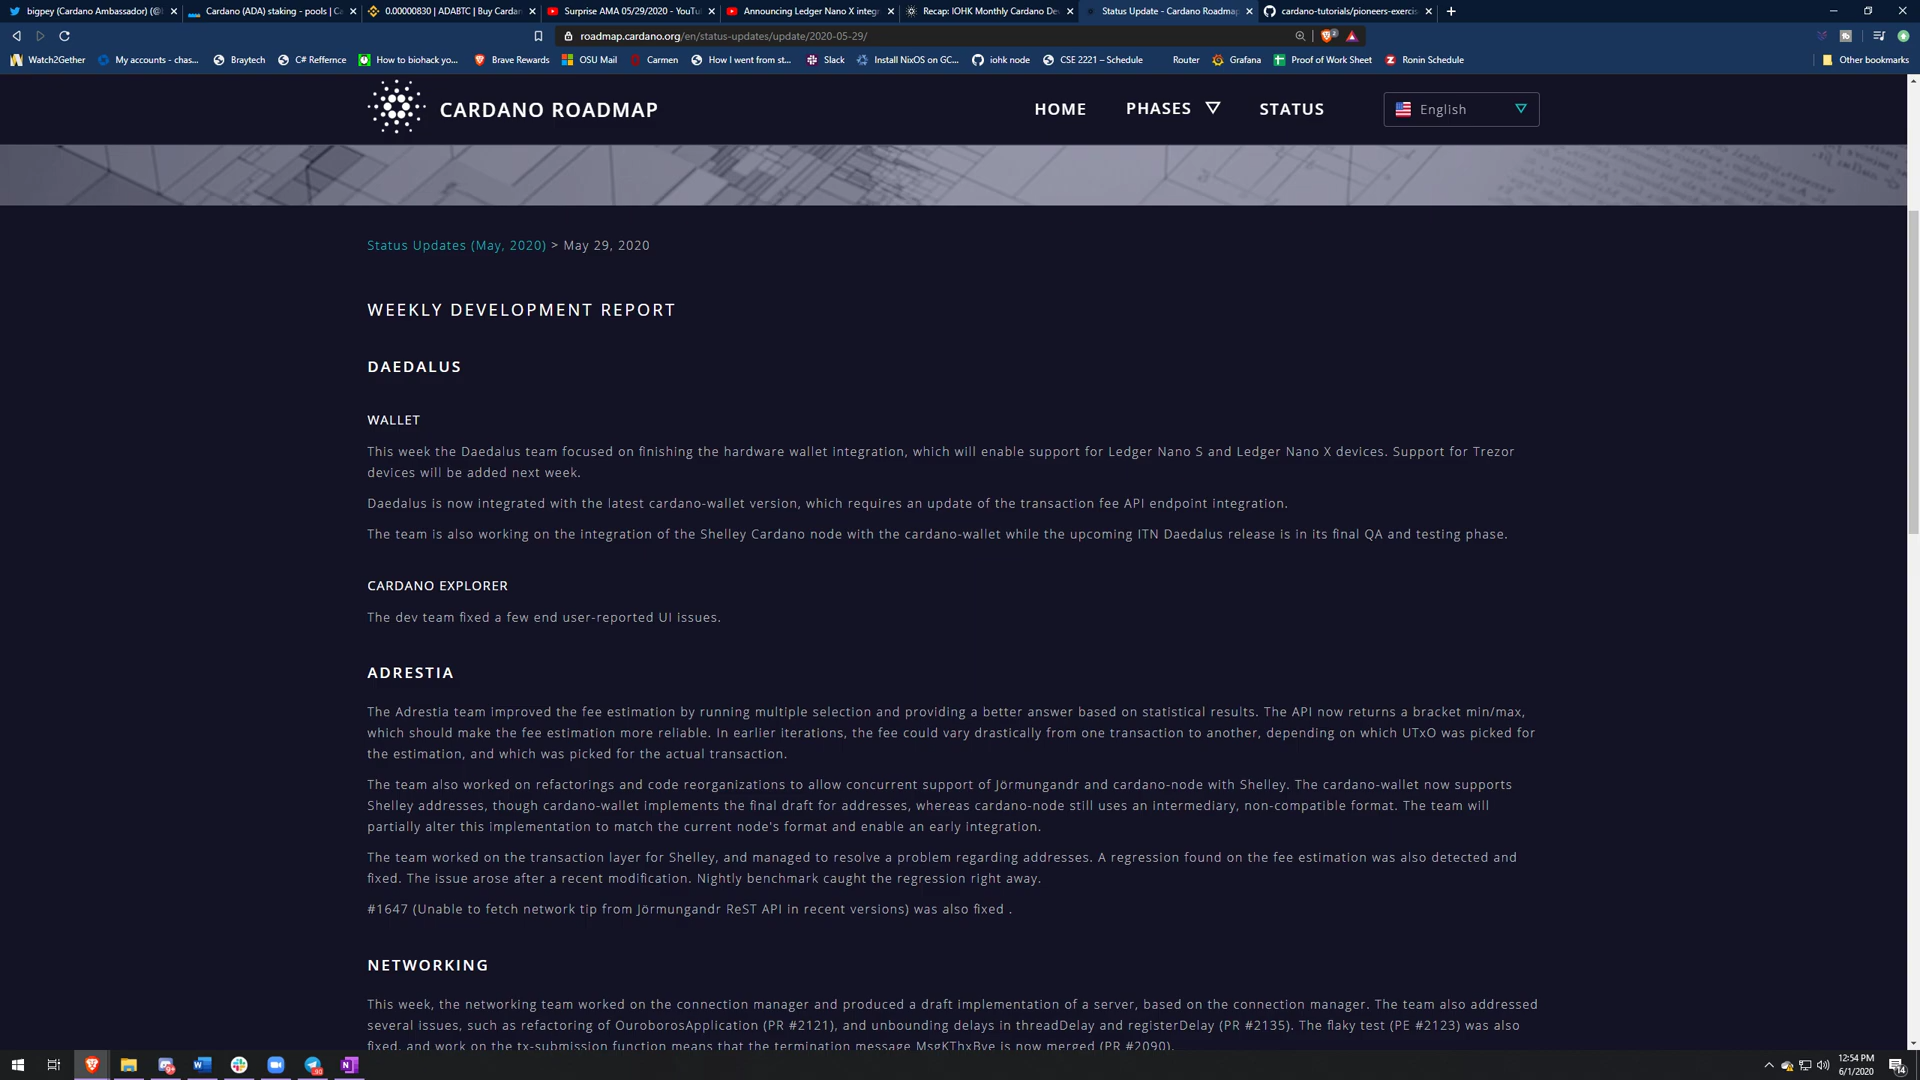 bigpey (Cardano Ambassador) (@
Cardano (ADA) staking - pools | C
0.00000830 | ADABTC | Buy Cardan
Surprise AMA 05/29/2020 - YouTu
Announcing Ledger Nano X integ
Recap: IOHK Monthly Cardano De
Status Update - Cardano Roadmap
cardano-tutorials/pioneers-exercis
roadmap.cardano.org/en/status-updates/update/2020-05-29/
2
Watch2Gether
My accounts - chas...
Braytech
C# Reffernce
How to biohack yo...
Brave Rewards
OSU Mail
Carmen
How I went from st...
Slack
Install NixOS on GC...
iohk node
CSE 2221 – Schedule
Router
Grafana
Proof of Work Sheet
Ronin Schedule
Other bookmarks
CARDANO ROADMAP
HOME
PHASES
STATUS
English
Status Updates (May, 2020) > May 29, 2020
WEEKLY DEVELOPMENT REPORT
DAEDALUS
WALLET
This week the Daedalus team focused on finishing the hardware wallet integration, which will enable support for Ledger Nano S and Ledger Nano X devices. Support for Trezor
devices will be added next week.
Daedalus is now integrated with the latest cardano-wallet version, which requires an update of the transaction fee API endpoint integration.
The team is also working on the integration of the Shelley Cardano node with the cardano-wallet while the upcoming ITN Daedalus release is in its final QA and testing phase.
CARDANO EXPLORER
The dev team fixed a few end user-reported UI issues.
ADRESTIA
The Adrestia team improved the fee estimation by running multiple selection and providing a better answer based on statistical results. The API now returns a bracket min/max,
which should make the fee estimation more reliable. In earlier iterations, the fee could vary drastically from one transaction to another, depending on which UTxO was picked for
the estimation, and which was picked for the actual transaction.
The team also worked on refactorings and code reorganizations to allow concurrent support of Jörmungandr and cardano-node with Shelley. The cardano-wallet now supports
Shelley addresses, though cardano-wallet implements the final draft for addresses, whereas cardano-node still uses an intermediary, non-compatible format. The team will
partially alter this implementation to match the current node's format and enable an early integration.
The team worked on the transaction layer for Shelley, and managed to resolve a problem regarding addresses. A regression found on the fee estimation was also detected and
fixed. The issue arose after a recent modification. Nightly benchmark caught the regression right away.
#1647 (Unable to fetch network tip from Jörmungandr ReST API in recent versions) was also fixed .
NETWORKING
This week, the networking team worked on the connection manager and produced a draft implementation of a server, based on the connection manager. The team also addressed
several issues, such as refactoring of OuroborosApplication (PR #2121), and unbounding delays in threadDelay and registerDelay (PR #2135). The flaky test (PE #2123) was also
fixed, and work on the tx-submission function means that the termination message MsgKThxBye is now merged (PR #2090).
12:54 PM
6/1/2020
14